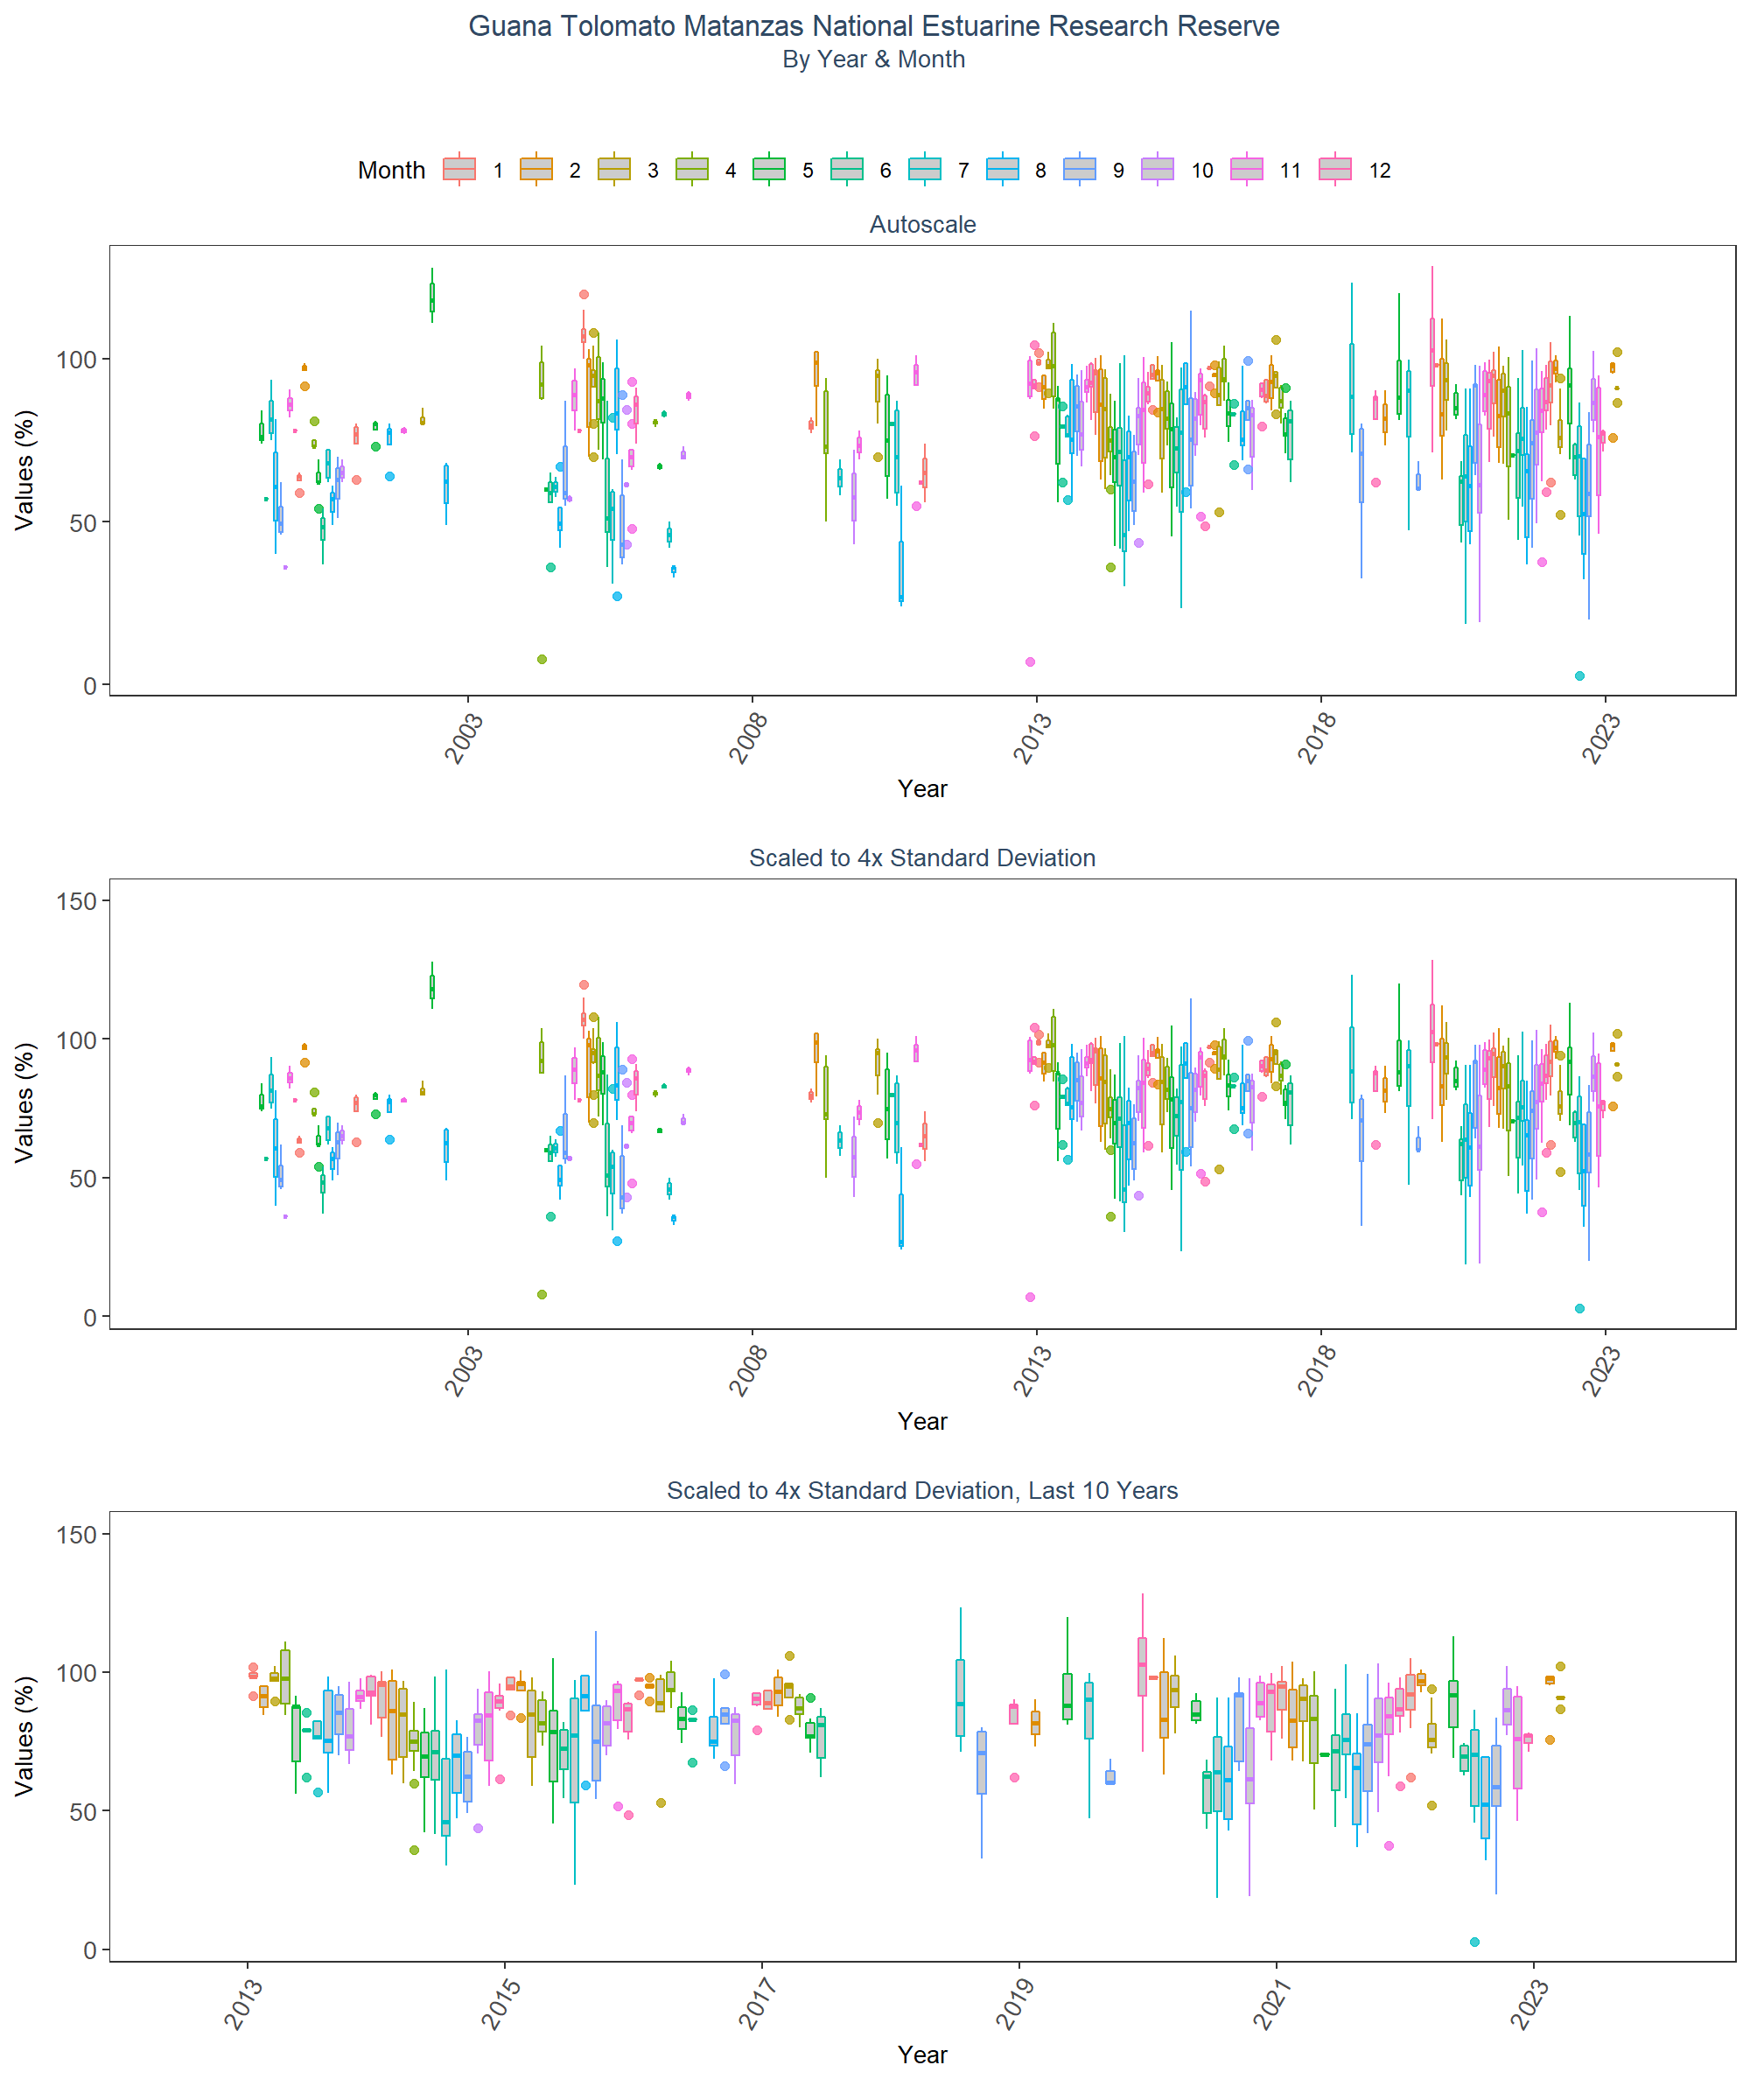 Guana Tolomato Matanzas National Estuarine Research Reserve
By Year & Month
Month 1 2 3 4 5 6 7 8 9 10 11 12
Autoscale
Values (%)
100
50
0
2003 2008 2013 2018 2023
Year
Scaled to 4x Standard Deviation
Values (%)
150
100
50
0
2003 2008 2013 2018 2023
Year
Scaled to 4x Standard Deviation, Last 10 Years
Values (%)
150
100
50
0
2013 2015 2017 2019 2021 2023
Year